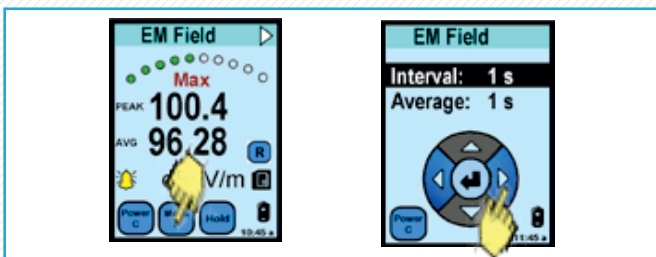 EM Field
Max
PEAK 100.4
AVG 96.28
R
V/m
Power C
Hold
10:45 a
EM Field
Interval: 1 s
Average: 1 s
Power C
11:45 a